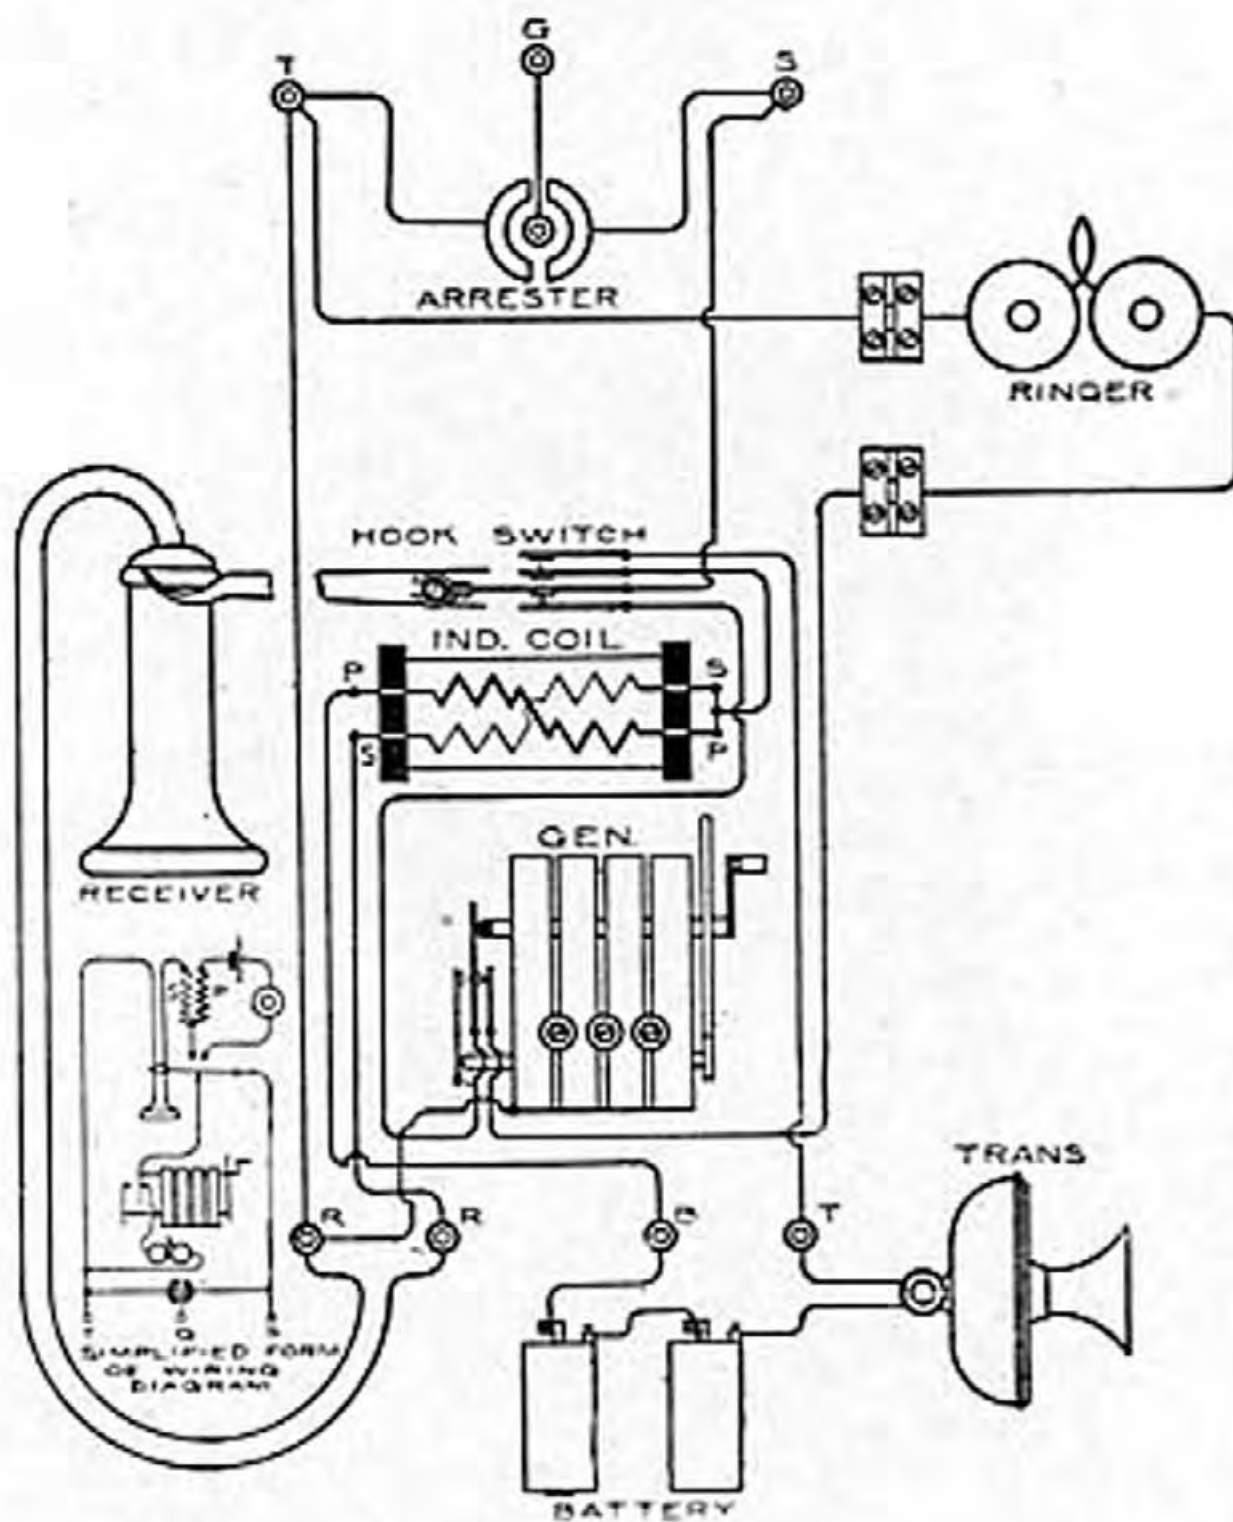 G
T
S
ARRESTER
RINGER
HOOK SWITCH
IND. COIL
P
S
S
P
GEN.
RECEIVER
S
P
TRANS
R
R
B
T
T
G
S
SIMPLIFIED FORM
OF WIRING
DIAGRAM
BATTERY